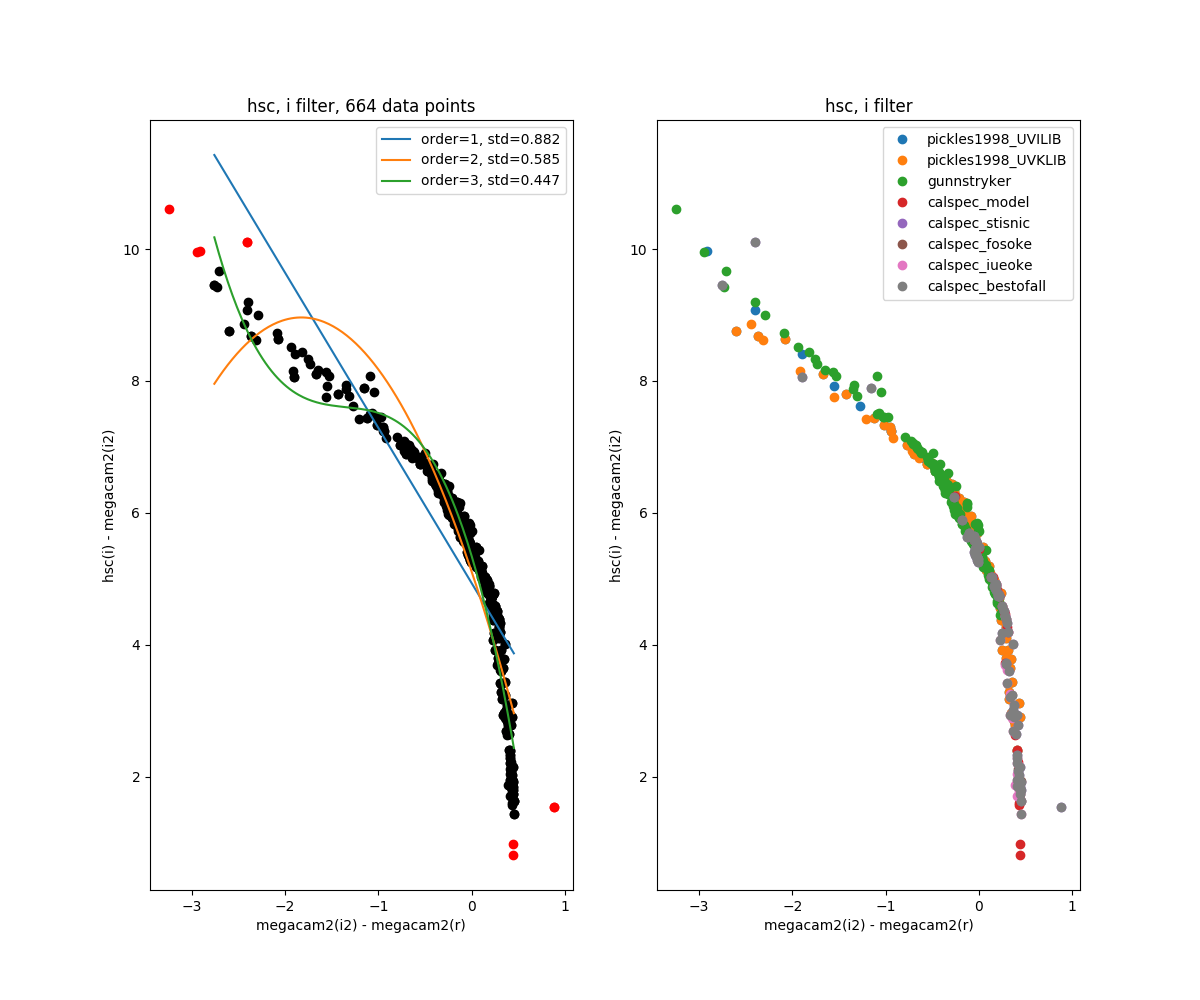 hsc, i filter, 664 data points
order=1, std=0.882
order=2, std=0.585
order=3, std=0.447
10
8
6
4
2
hsc(i) - megacam2(i2)
−3
−2
−1
0
1
megacam2(i2) - megacam2(r)
hsc, i filter
pickles1998_UVILIB
pickles1998_UVKLIB
gunnstryker
calspec_model
calspec_stisnic
calspec_fosoke
calspec_iueoke
calspec_bestofall
10
8
6
4
2
hsc(i) - megacam2(i2)
−3
−2
−1
0
1
megacam2(i2) - megacam2(r)